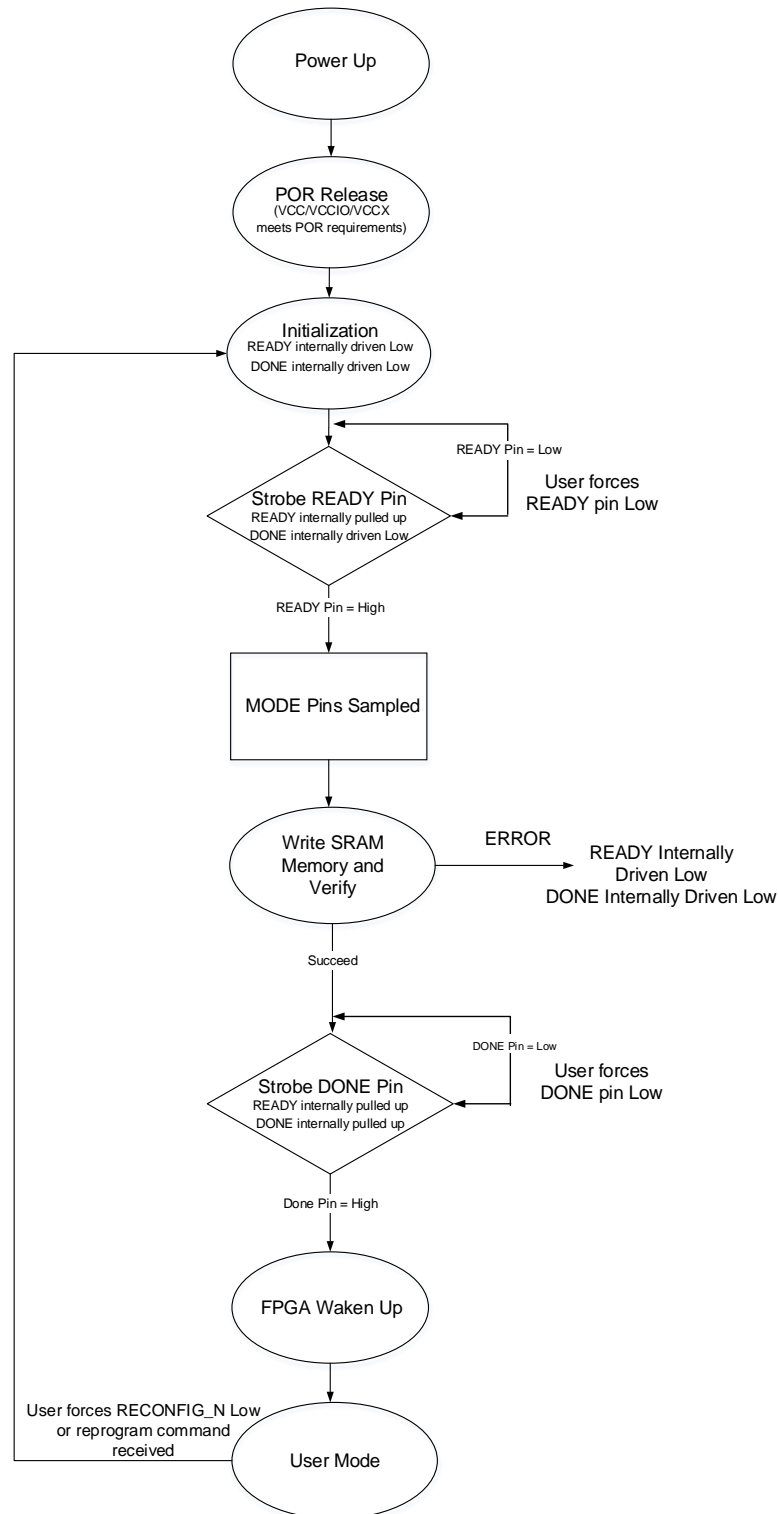 Power Up
POR Release
(VCC/VCCIO/VCCX
meets POR requirements)
Initialization
READY internally driven Low
DONE internally driven Low
READY Pin = Low
User forces
READY pin Low
Strobe READY Pin
READY internally pulled up
DONE internally driven Low
READY Pin = High
MODE Pins Sampled
Write SRAM
Memory and
Verify
ERROR
READY Internally
Driven Low
DONE Internally Driven Low
Succeed
DONE Pin = Low
User forces
DONE pin Low
Strobe DONE Pin
READY internally pulled up
DONE internally pulled up
Done Pin = High
FPGA Waken Up
User forces RECONFIG_N Low
or reprogram command
received
User Mode